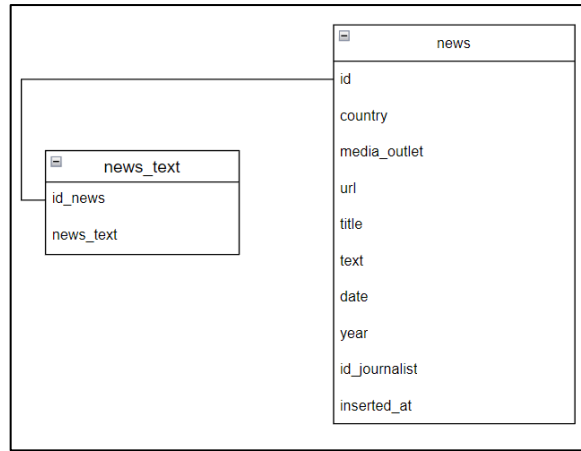 news
id
country
media_outlet
url
title
text
date
year
id_journalist
inserted_at
news_text
id_news
news_text